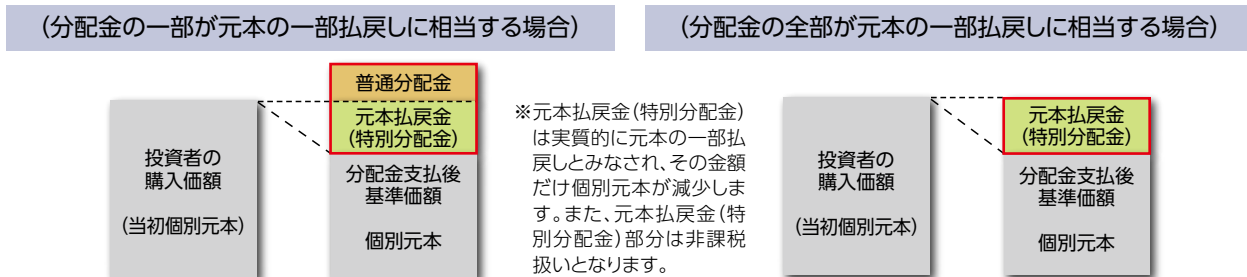 (分配金の一部が元本の一部払戻しに相当する場合)
普通分配金
元本払戻金
(特別分配金)
投資者の
購入価額
(当初個別元本)
分配金支払後
基準価額
個別元本
※元本払戻金(特別分配金)
は実質的に元本の一部払
戻しとみなされ、その金額
だけ個別元本が減少しま
す。また、元本払戻金(特
別分配金)部分は非課税
扱いとなります。
(分配金の全部が元本の一部払戻しに相当する場合)
元本払戻金
(特別分配金)
投資者の
購入価額
(当初個別元本)
分配金支払後
基準価額
個別元本